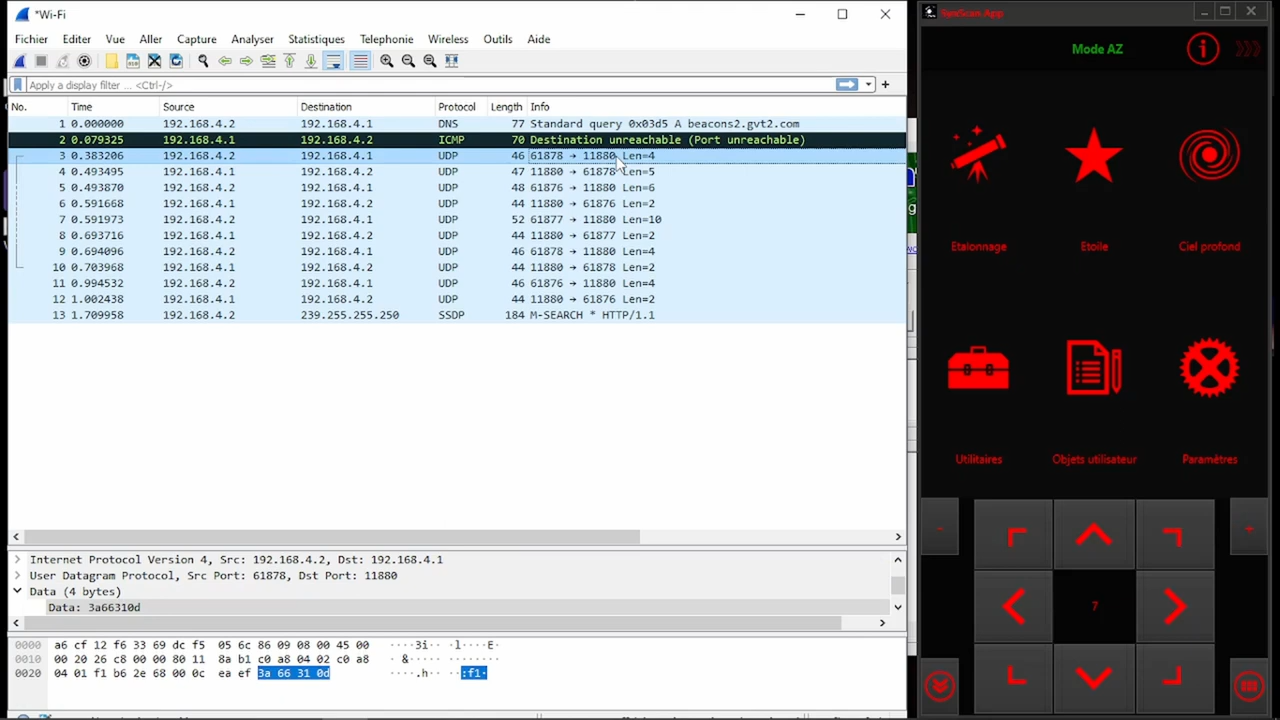 *Wi-Fi
Fichier Editer Vue Aller Capture Analyser Statistiques Telephonie Wireless Outils Aide
Apply a display filter ... <Ctrl-/>
No. Time Source Destination Protocol Length Info
1 0.000000 192.168.4.2 192.168.4.1 DNS 77 Standard query 0x03d5 A beacons2.gvt2.com
2 0.079325 192.168.4.1 192.168.4.2 ICMP 70 Destination unreachable (Port unreachable)
3 0.383206 192.168.4.2 192.168.4.1 UDP 46 61878 → 11880 Len=4
4 0.493495 192.168.4.1 192.168.4.2 UDP 47 11880 → 61878 Len=5
5 0.493870 192.168.4.2 192.168.4.1 UDP 48 61876 → 11880 Len=6
6 0.591668 192.168.4.1 192.168.4.2 UDP 44 11880 → 61876 Len=2
7 0.591973 192.168.4.2 192.168.4.1 UDP 52 61877 → 11880 Len=10
8 0.693716 192.168.4.1 192.168.4.2 UDP 44 11880 → 61877 Len=2
9 0.694096 192.168.4.2 192.168.4.1 UDP 46 61878 → 11880 Len=4
10 0.703968 192.168.4.1 192.168.4.2 UDP 44 11880 → 61878 Len=2
11 0.994532 192.168.4.2 192.168.4.1 UDP 46 61876 → 11880 Len=4
12 1.002438 192.168.4.1 192.168.4.2 UDP 44 11880 → 61876 Len=2
13 1.709958 192.168.4.2 239.255.255.250 SSDP 184 M-SEARCH * HTTP/1.1
Internet Protocol Version 4, Src: 192.168.4.2, Dst: 192.168.4.1
User Datagram Protocol, Src Port: 61878, Dst Port: 11880
Data (4 bytes)
Data: 3a66310d
0000 a6 cf 12 f6 33 69 dc f5 05 6c 86 09 08 00 45 00 ····3i·· ·l····E·
0010 00 20 26 c8 00 00 80 11 8a b1 c0 a8 04 02 c0 a8 · &····· ········
0020 04 01 f1 b6 2e 68 00 0c ea ef 3a 66 31 0d ····.h·· ··:f1·
SynScan App
Mode AZ
Etalonnage Etoile Ciel profond
Utilitaires Objets utilisateur Paramètres
- +
7